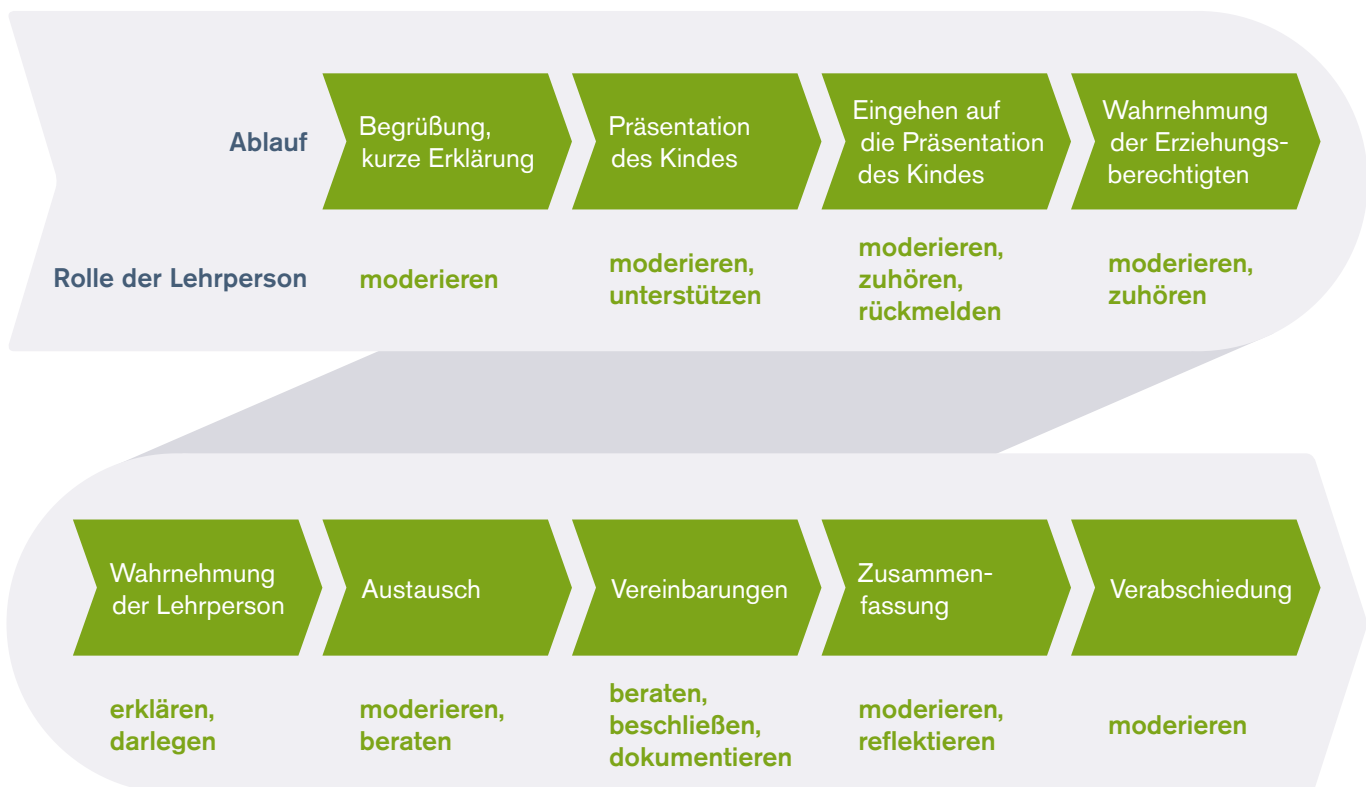 Ablauf
Begrüßung,
kurze Erklärung
Präsentation
des Kindes
Eingehen auf
die Präsentation
des Kindes
Wahrnehmung
der Erziehungs-
berechtigten
Rolle der Lehrperson
moderieren
moderieren,
unterstützen
moderieren,
zuhören,
rückmelden
moderieren,
zuhören
Wahrnehmung
der Lehrperson
Austausch
Vereinbarungen
Zusammen-
fassung
Verabschiedung
erklären,
darlegen
moderieren,
beraten
beraten,
beschließen,
dokumentieren
moderieren,
reflektieren
moderieren